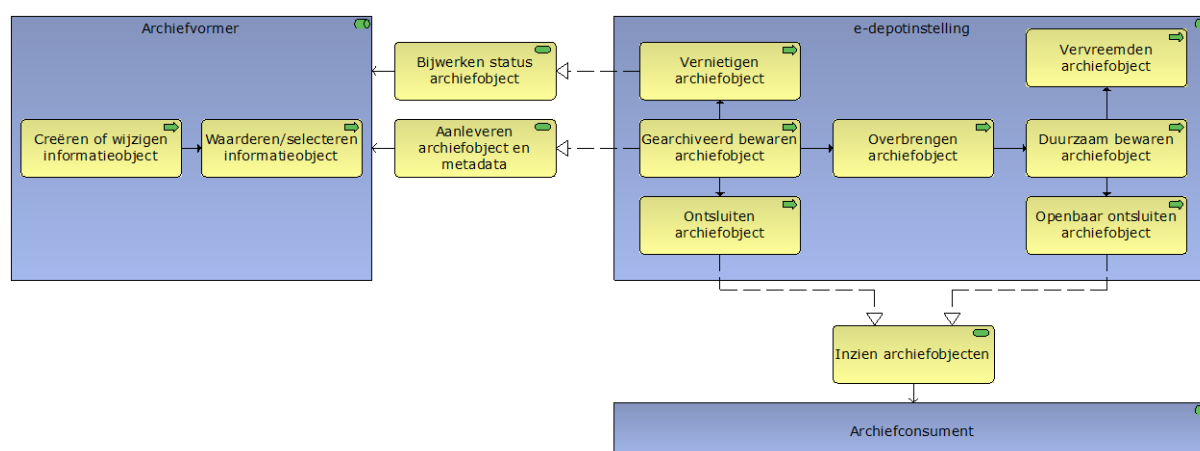 Archiefvormer
Creëren of wijzigen
informatieobject
Waarderen/selecteren
informatieobject
Bijwerken status
archiefobject
Aanleveren
archiefobject en
metadata
e-depotinstelling
Vernietigen
archiefobject
Vervreemden
archiefobject
Gearchiveerd bewaren
archiefobject
Overbrengen
archiefobject
Duurzaam bewaren
archiefobject
Ontsluiten
archiefobject
Openbaar ontsluiten
archiefobject
Inzien archiefobjecten
Archiefconsument